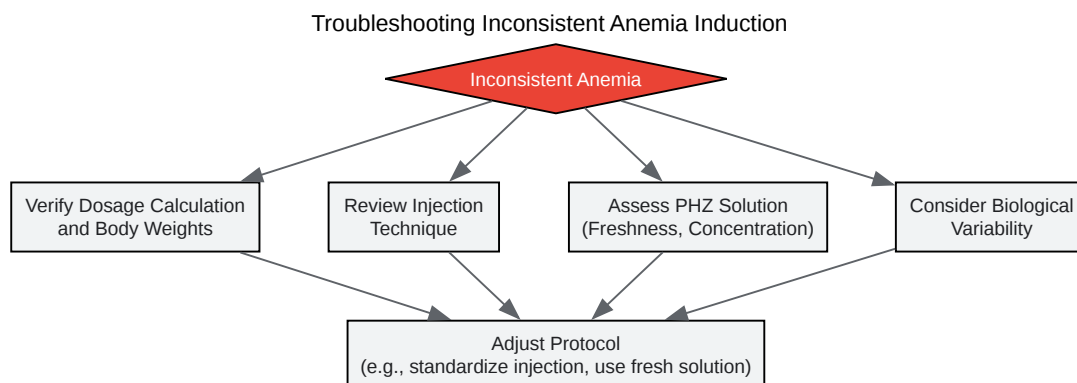 Troubleshooting Inconsistent Anemia Induction
Inconsistent Anemia
Verify Dosage Calculation
and Body Weights
Review Injection
Technique
Assess PHZ Solution
(Freshness, Concentration)
Consider Biological
Variability
Adjust Protocol
(e.g., standardize injection, use fresh solution)